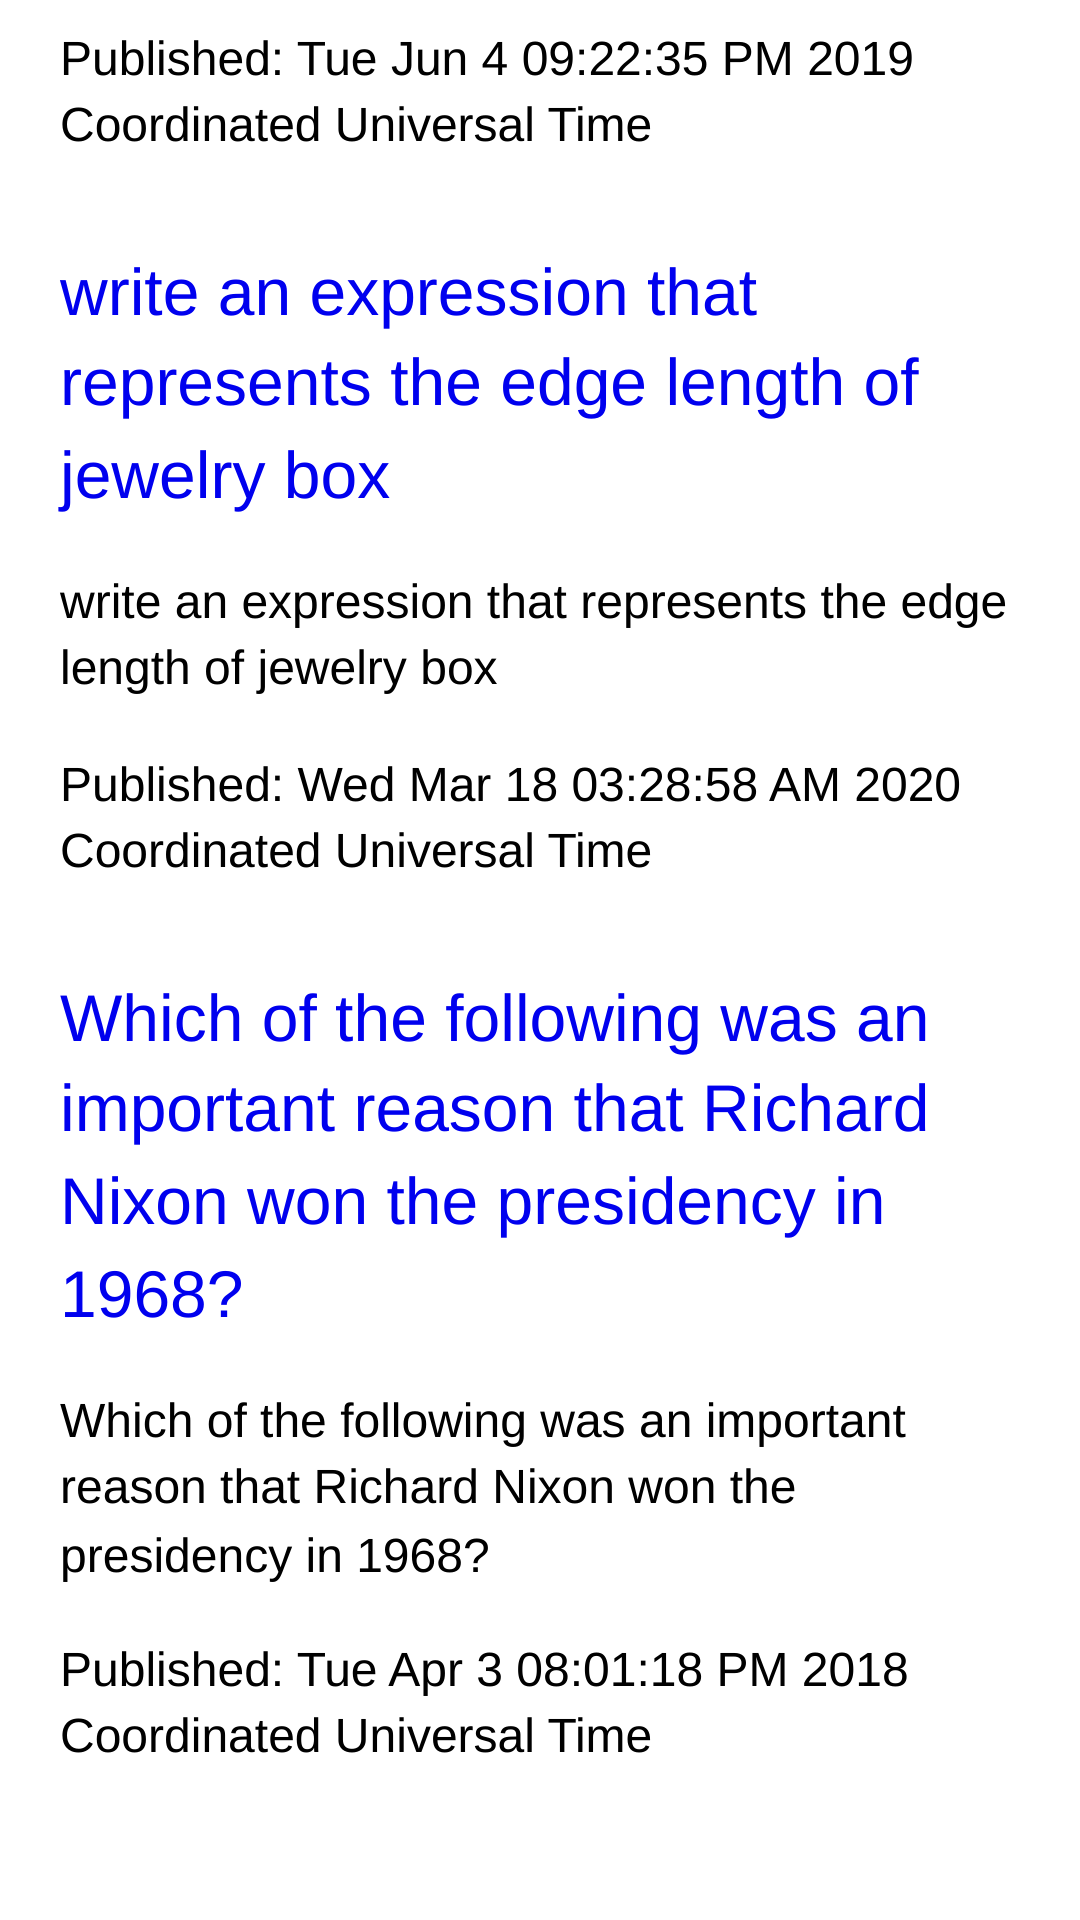 Published: Tue Jun 4 09:22:35 PM 2019
Coordinated Universal Time
write an expression that
represents the edge length of
jewelry box
write an expression that represents the edge
length of jewelry box
Published: Wed Mar 18 03:28:58 AM 2020
Coordinated Universal Time
Which of the following was an
important reason that Richard
Nixon won the presidency in
1968?
Which of the following was an important
reason that Richard Nixon won the
presidency in 1968?
Published: Tue Apr 3 08:01:18 PM 2018
Coordinated Universal Time